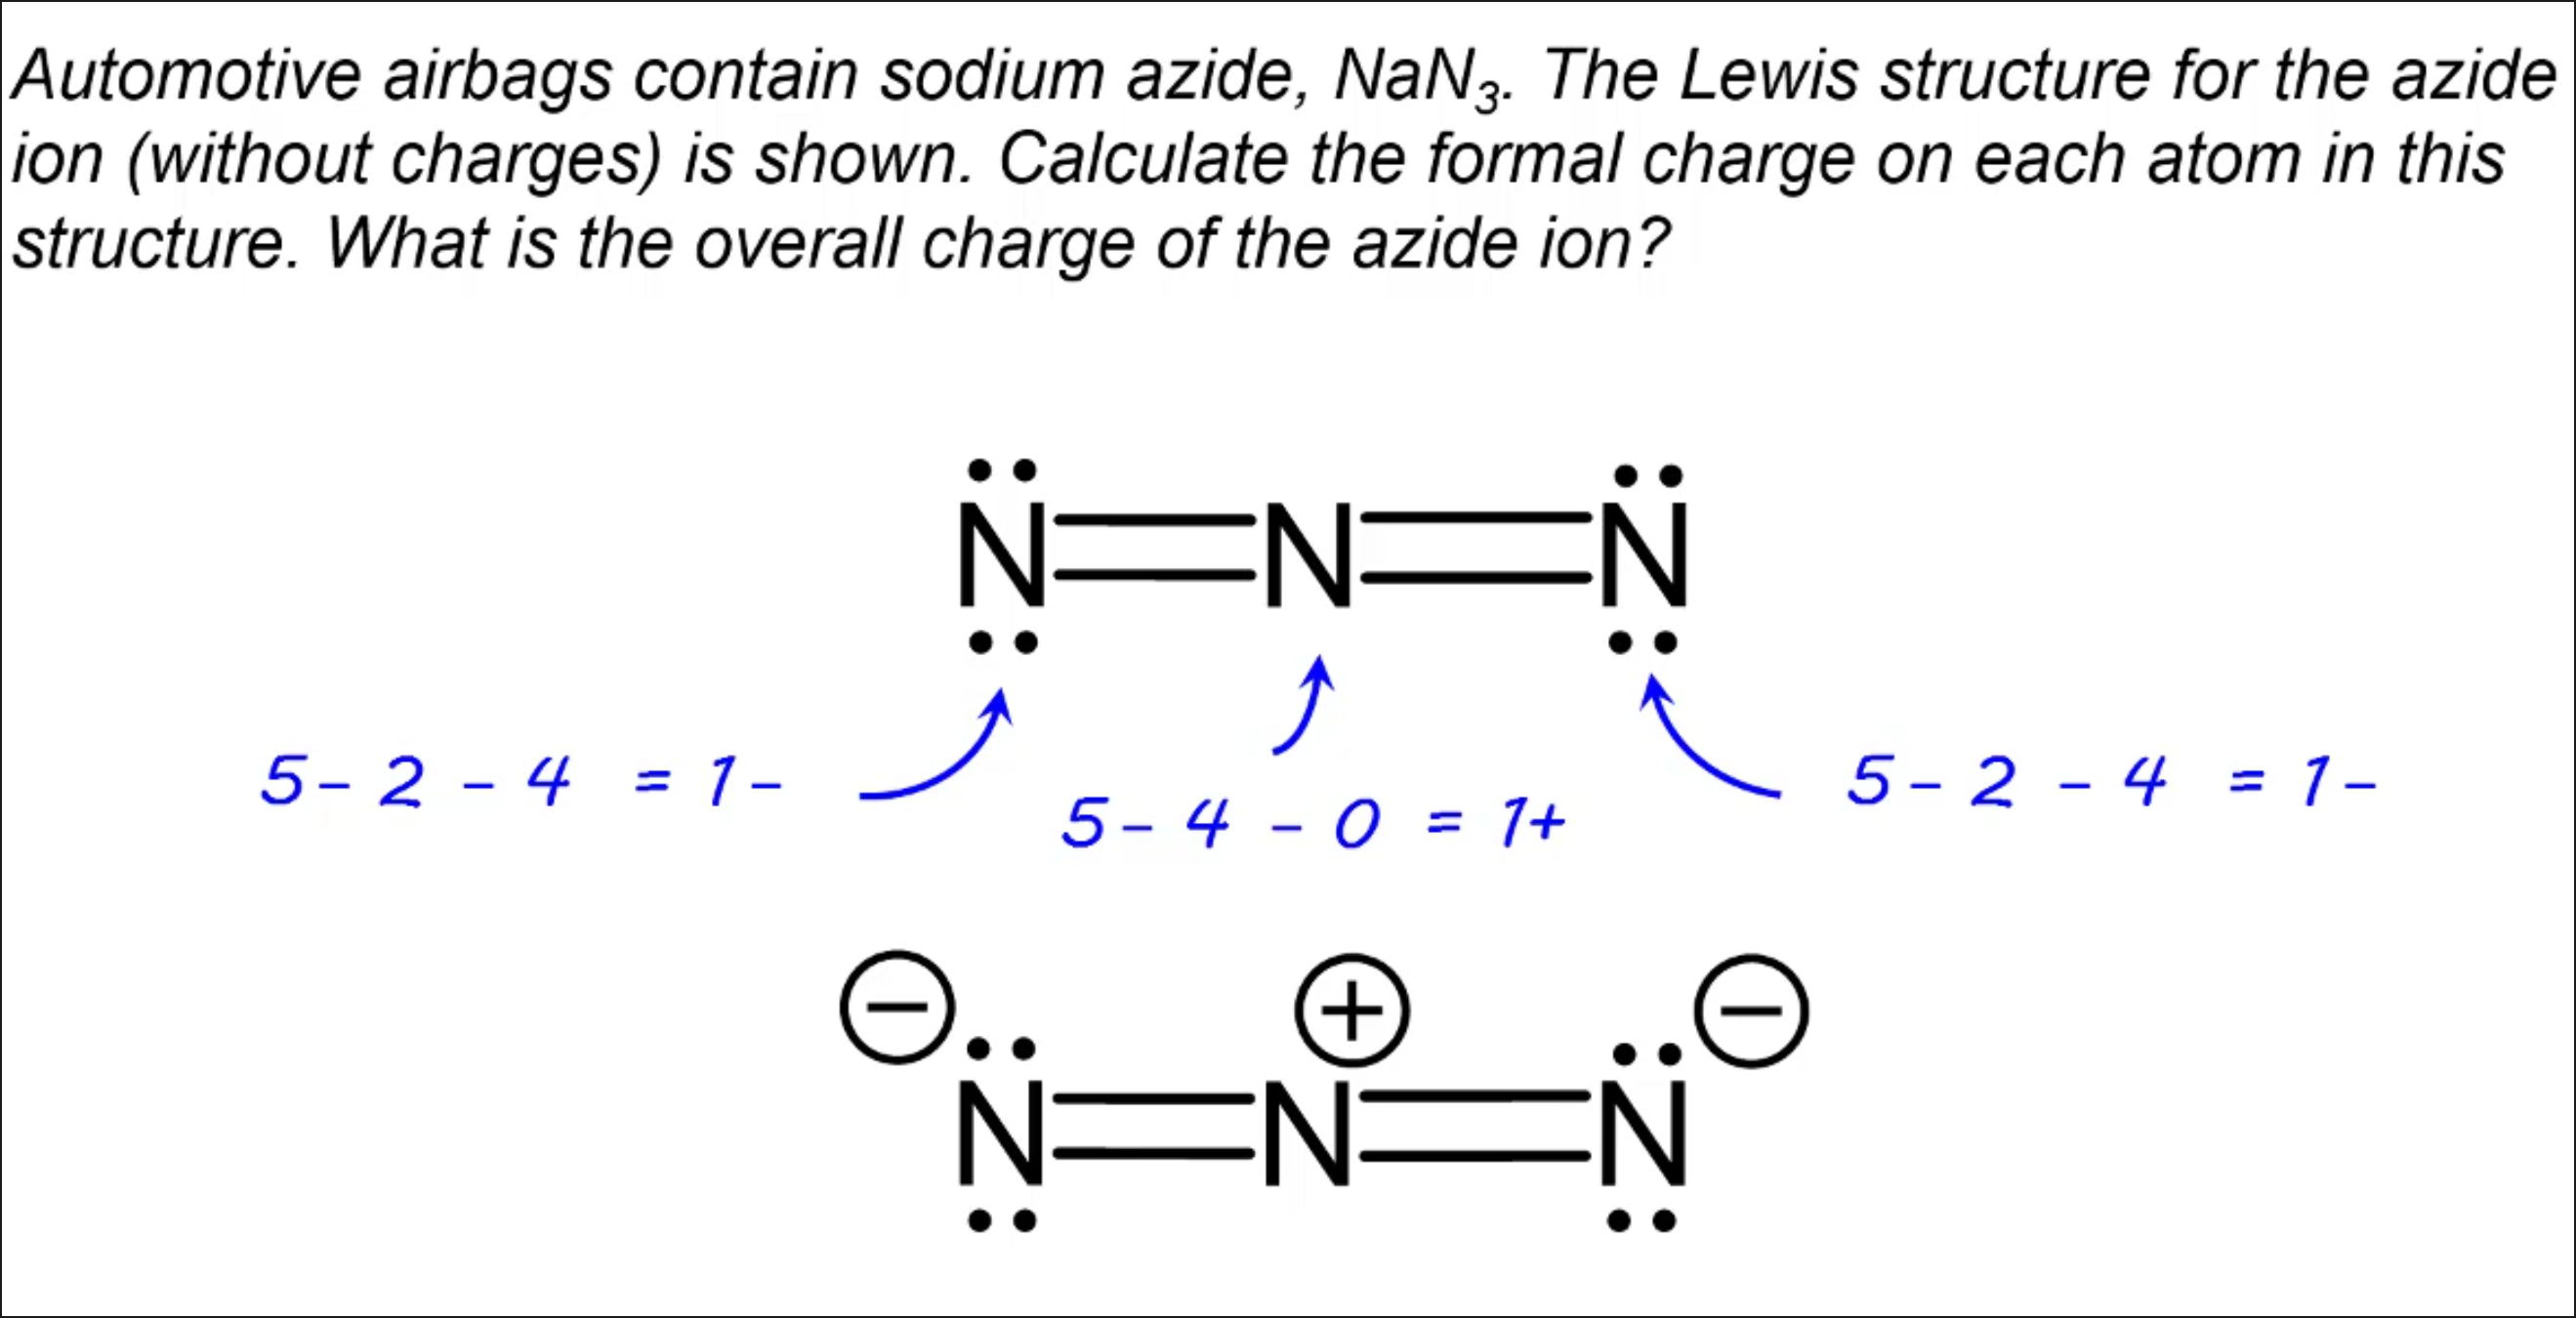 Automotive airbags contain sodium azide, NaN₃. The Lewis structure for the azide
ion (without charges) is shown. Calculate the formal charge on each atom in this
structure. What is the overall charge of the azide ion?
N N N
5 - 2 - 4 = 1 -
5 - 4 - 0 = 1+
5 - 2 - 4 = 1 -
− + −
N N N